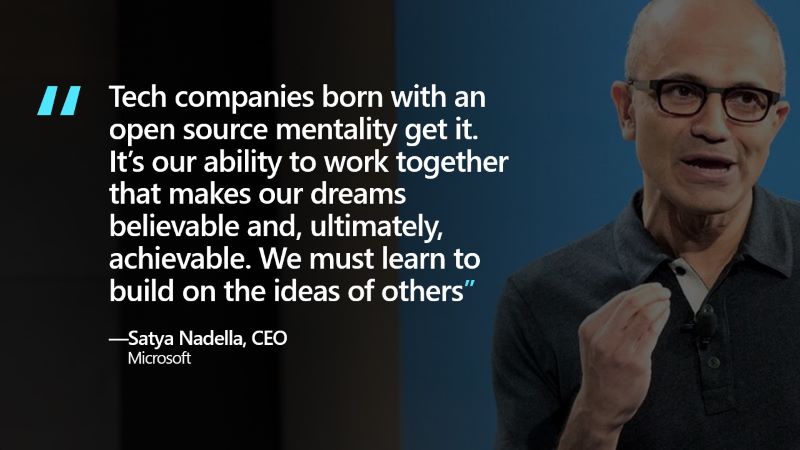 “Tech companies born with an
open source mentality get it.
It’s our ability to work together
that makes our dreams
believable and, ultimately,
achievable. We must learn to
build on the ideas of others”
—Satya Nadella, CEO
Microsoft